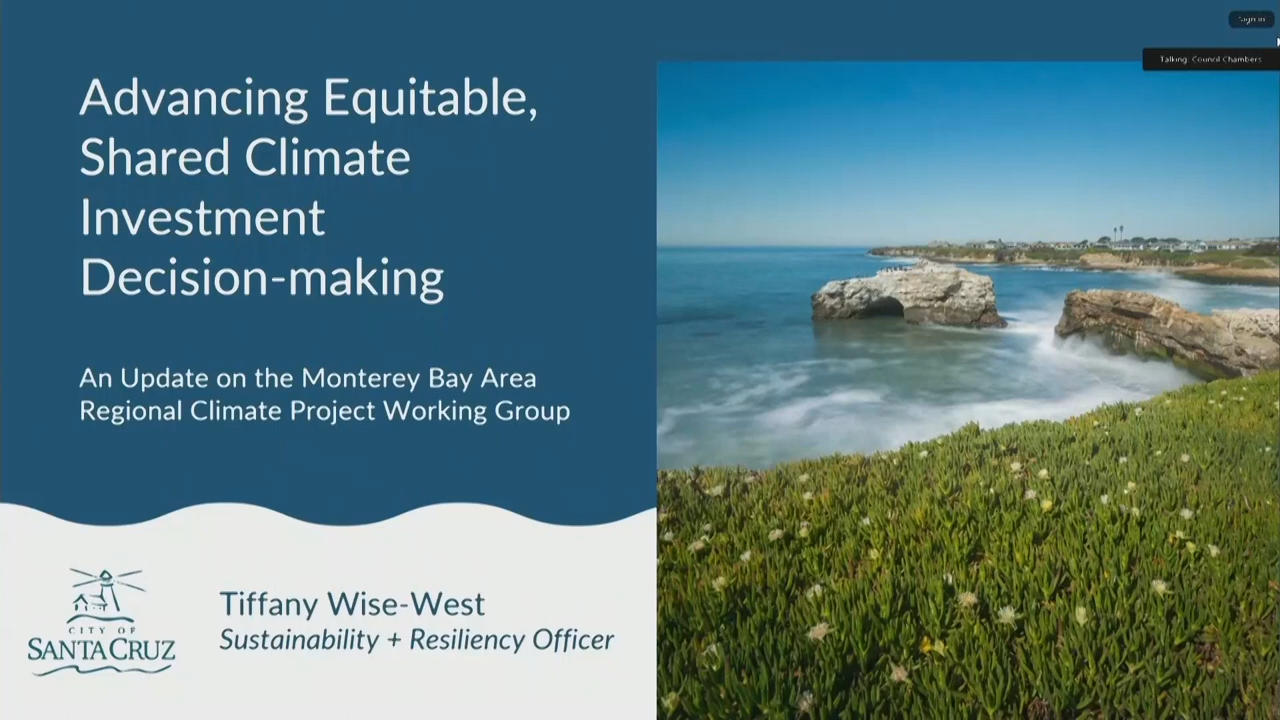 Sign in
Talking: Council Chambers
Advancing Equitable,
Shared Climate
Investment
Decision-making
An Update on the Monterey Bay Area
Regional Climate Project Working Group
CITY OF
SANTA CRUZ
Tiffany Wise-West
Sustainability + Resiliency Officer